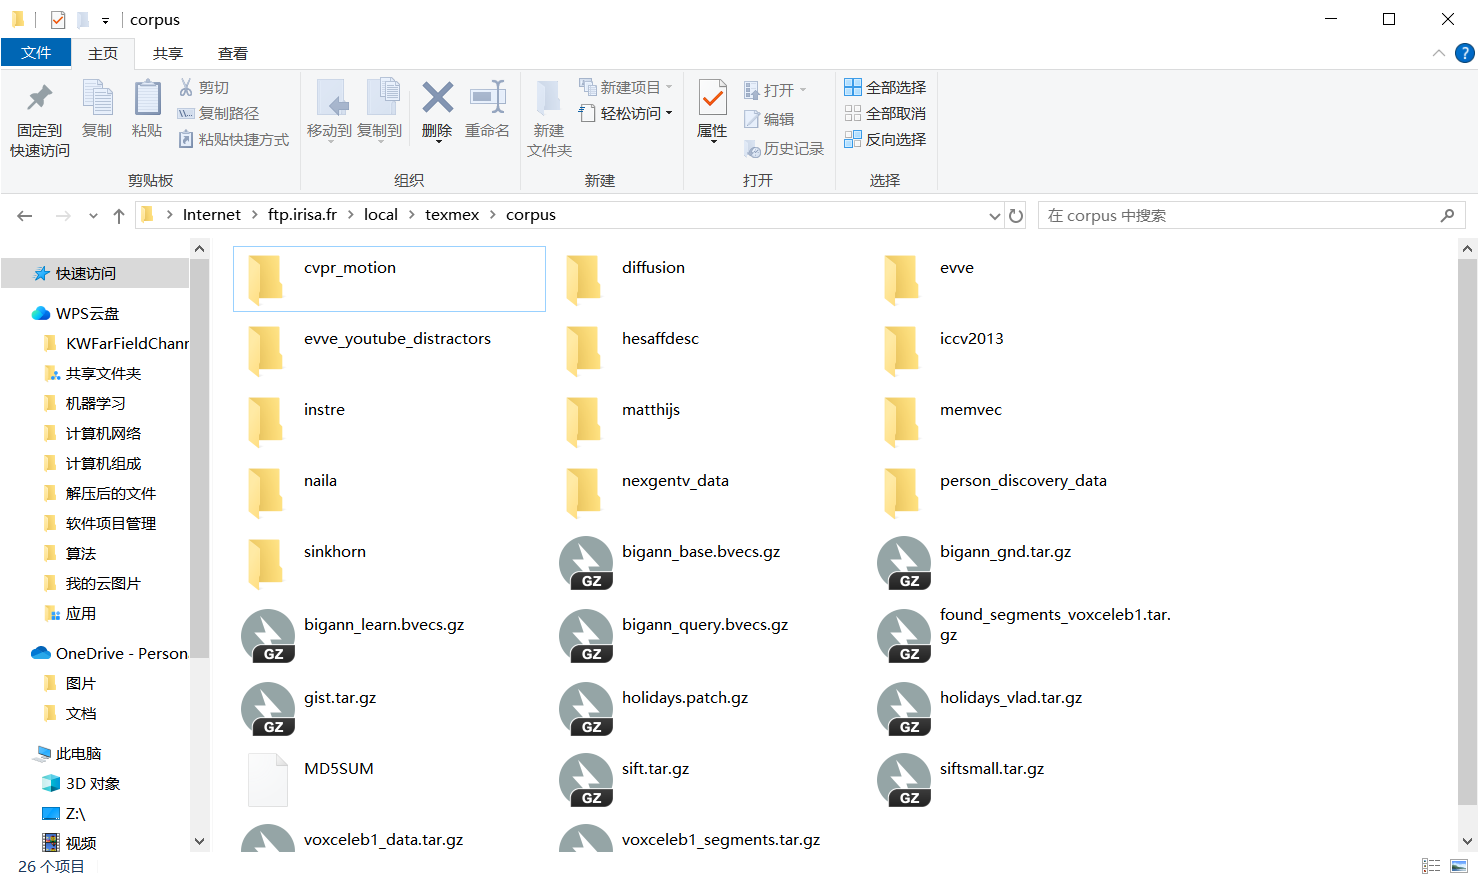 corpus
文件
主页
共享
查看
?
固定到
快速访问
复制
粘贴
剪切
复制路径
粘贴快捷方式
剪贴板
移动到
复制到
删除
重命名
组织
新建
文件夹
新建项目
轻松访问
新建
属性
打开
编辑
历史记录
打开
全部选择
全部取消
反向选择
选择
Internet > ftp.irisa.fr > local > texmex > corpus
在 corpus 中搜索
快速访问
WPS云盘
KWFarFieldChanr
共享文件夹
机器学习
计算机网络
计算机组成
解压后的文件
软件项目管理
算法
我的云图片
应用
OneDrive - Person
图片
文档
此电脑
3D 对象
Z:\
视频
cvpr_motion
diffusion
evve
evve_youtube_distractors
hesaffdesc
iccv2013
instre
matthijs
memvec
naila
nexgentv_data
person_discovery_data
sinkhorn
GZ
bigann_base.bvecs.gz
GZ
bigann_gnd.tar.gz
GZ
bigann_learn.bvecs.gz
GZ
bigann_query.bvecs.gz
GZ
found_segments_voxceleb1.tar.
gz
GZ
gist.tar.gz
GZ
holidays.patch.gz
GZ
holidays_vlad.tar.gz
MD5SUM
GZ
sift.tar.gz
GZ
siftsmall.tar.gz
voxceleb1_data.tar.gz
voxceleb1_segments.tar.gz
26 个项目